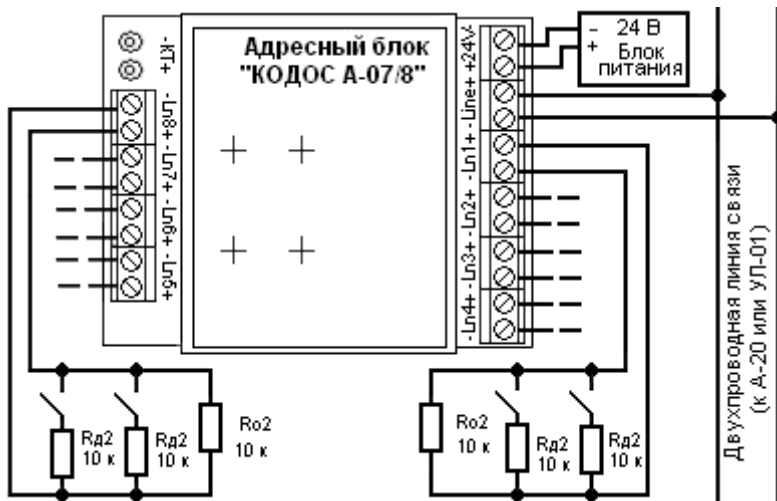 Адресный блок
"КОДОС А-07/8"
-КТ+
- Ln8+
- Ln7+
- Ln6+
- Ln5+
+24V-
- Line+
- Ln1+
- Ln2+
- Ln3+
- Ln4+
– 24 В
+ Блок
питания
Двухпроводная линия связи
(к А-20 или УЛ-01)
Rд2
10 к
Rд2
10 к
Ro2
10 к
Ro2
10 к
Rд2
10 к
Rд2
10 к